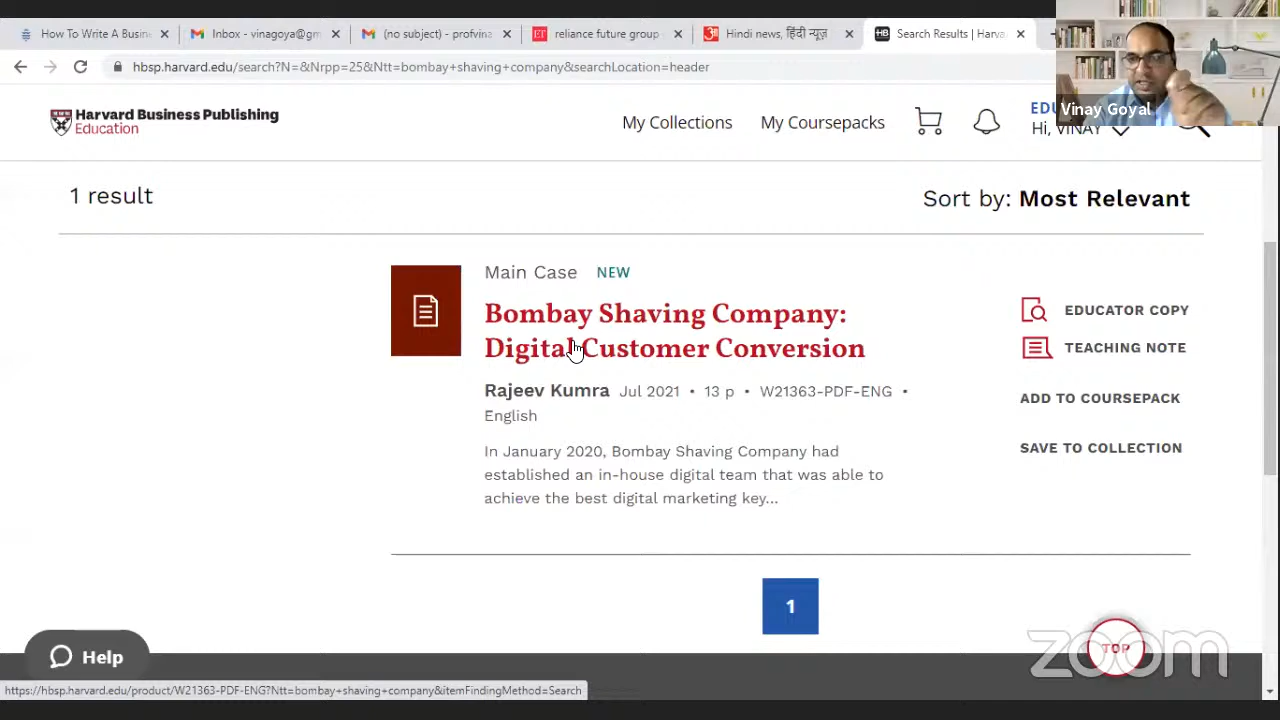 How To Write A Busin
Inbox - vinagoya@gm
(no subject) - profvina
reliance future group
Hindi news, हिंदी न्यूज़
Search Results | Harva
hbsp.harvard.edu/search?N=&Nrpp=25&Ntt=bombay+shaving+company&searchLocation=header
Harvard Business Publishing
Education
My Collections
My Coursepacks
EDU
Hi, VINAY
Vinay Goyal
1 result
Sort by: Most Relevant
Main Case NEW
Bombay Shaving Company:
Digital Customer Conversion
Rajeev Kumra Jul 2021 • 13 p • W21363-PDF-ENG •
English
In January 2020, Bombay Shaving Company had
established an in-house digital team that was able to
achieve the best digital marketing key...
EDUCATOR COPY
TEACHING NOTE
ADD TO COURSEPACK
SAVE TO COLLECTION
1
Help
TOP
zoom
https://hbsp.harvard.edu/product/W21363-PDF-ENG?Ntt=bombay+shaving+company&itemFindingMethod=Search